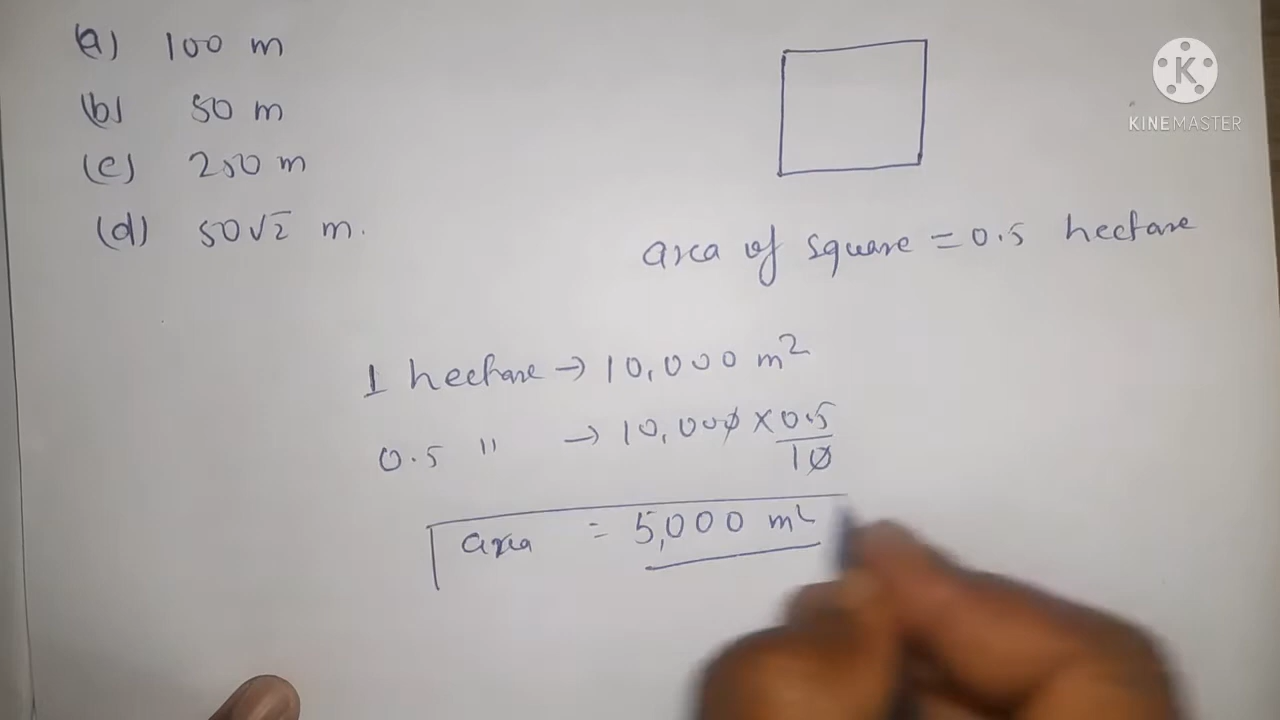 (a) 100 m
(b) 50 m
(c) 250 m
(d) 50√2 m.
KINEMASTER
area of square = 0.5 hectare
1 hectare → 10,000 m²
0.5 " → 10,000 × 0.5/10
area = 5,000 m²